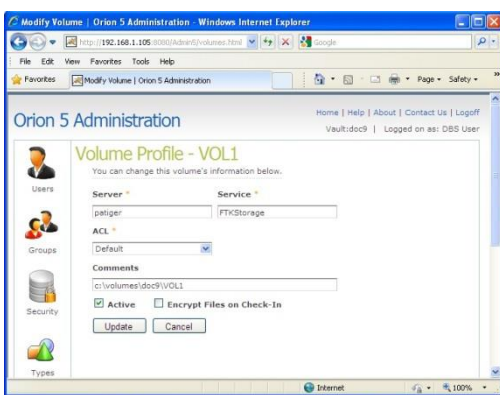 Modify Volume | Orion 5 Administration - Windows Internet Explorer
http://192.168.1.105:8080/Admin5/volumes.html
Google
File Edit View Favorites Tools Help
Favorites Modify Volume | Orion 5 Administration Page Safety »
Orion 5 Administration
Home | Help | About | Contact Us | Logoff
Vault:doc9 | Logged on as: DBS User
Users
Groups
Security
Types
Volume Profile - VOL1
You can change this volume's information below.
Server * Service *
patiger FTKStorage
ACL *
Default
Comments
c:\volumes\doc9\VOL1
Active Encrypt Files on Check-In
Update Cancel
Internet 100%